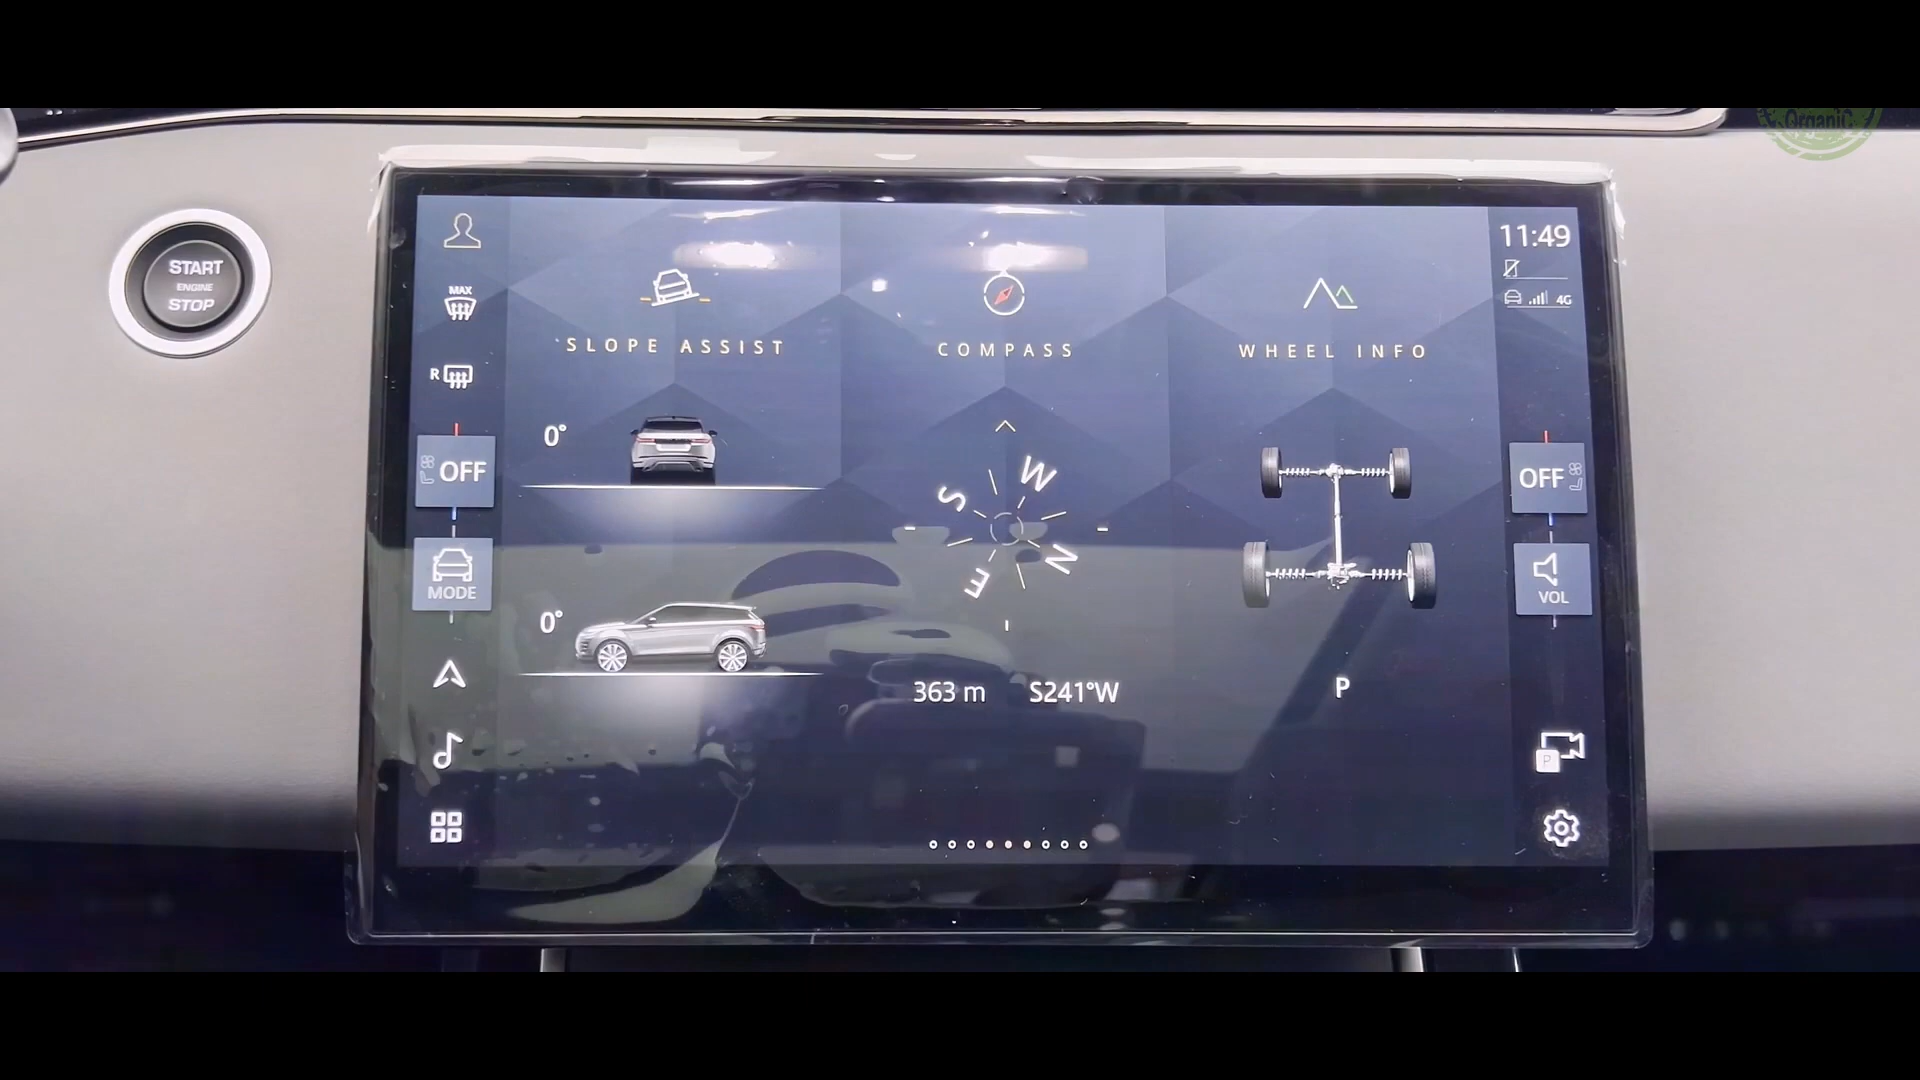 OrganiC
START
ENGINE
STOP
MAX
R
OFF
MODE
SLOPE ASSIST
0°
0°
COMPASS
S
W
E
N
363 m
S241°W
WHEEL INFO
P
11:49
4G
OFF
VOL
P